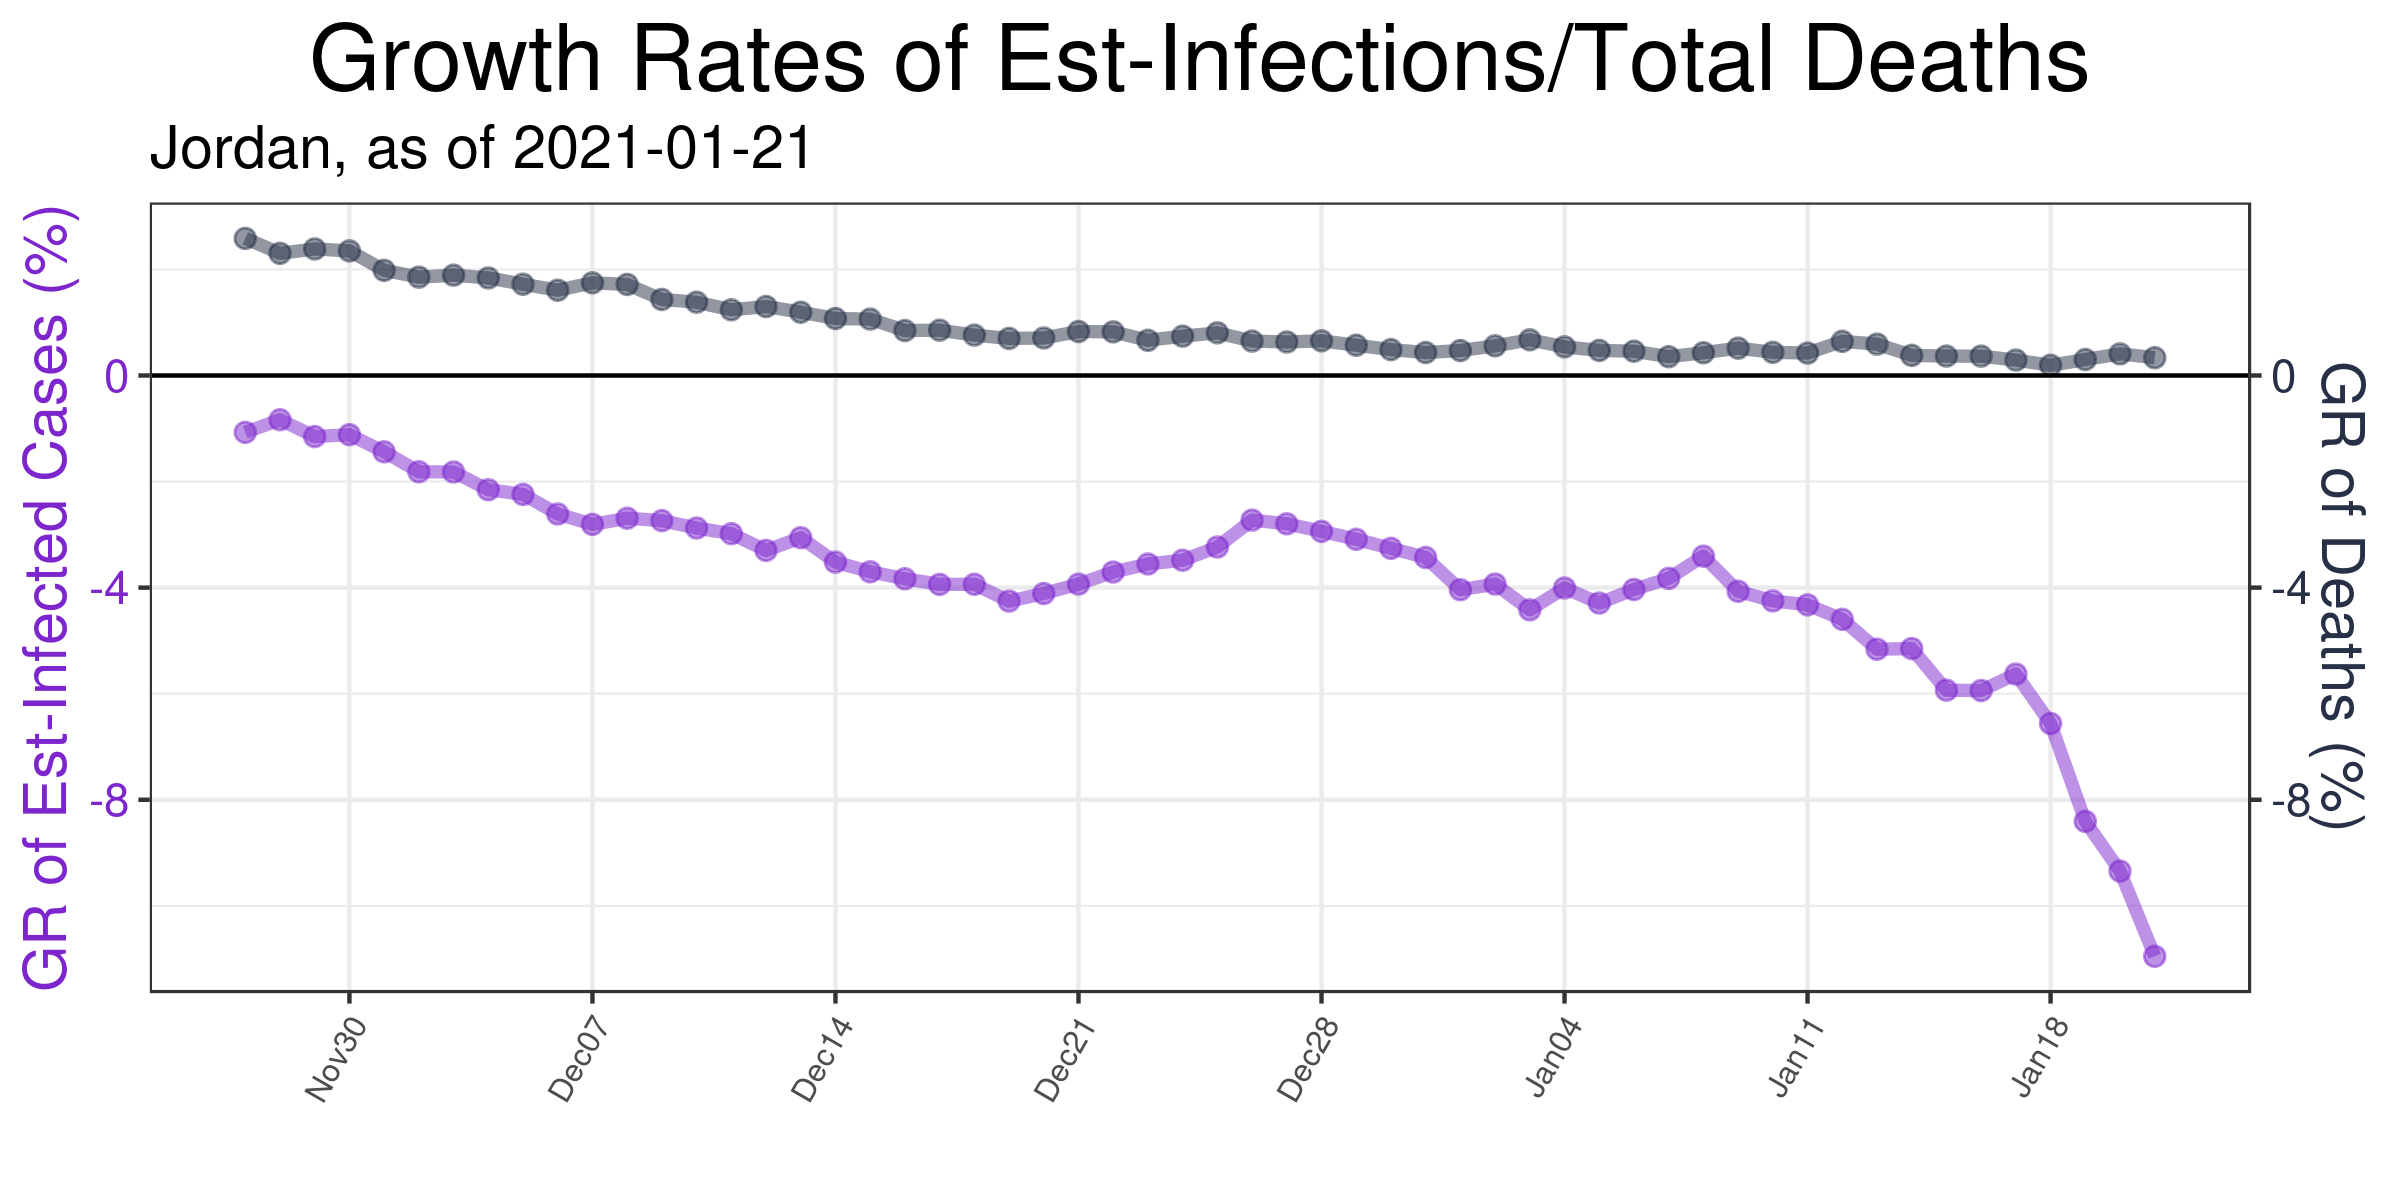 Growth Rates of Est-Infections/Total Deaths
Jordan, as of 2021-01-21
GR of Est-Infected Cases (%)
0
-4
-8
0
-4
-8
GR of Deaths (%)
Nov30
Dec07
Dec14
Dec21
Dec28
Jan04
Jan11
Jan18